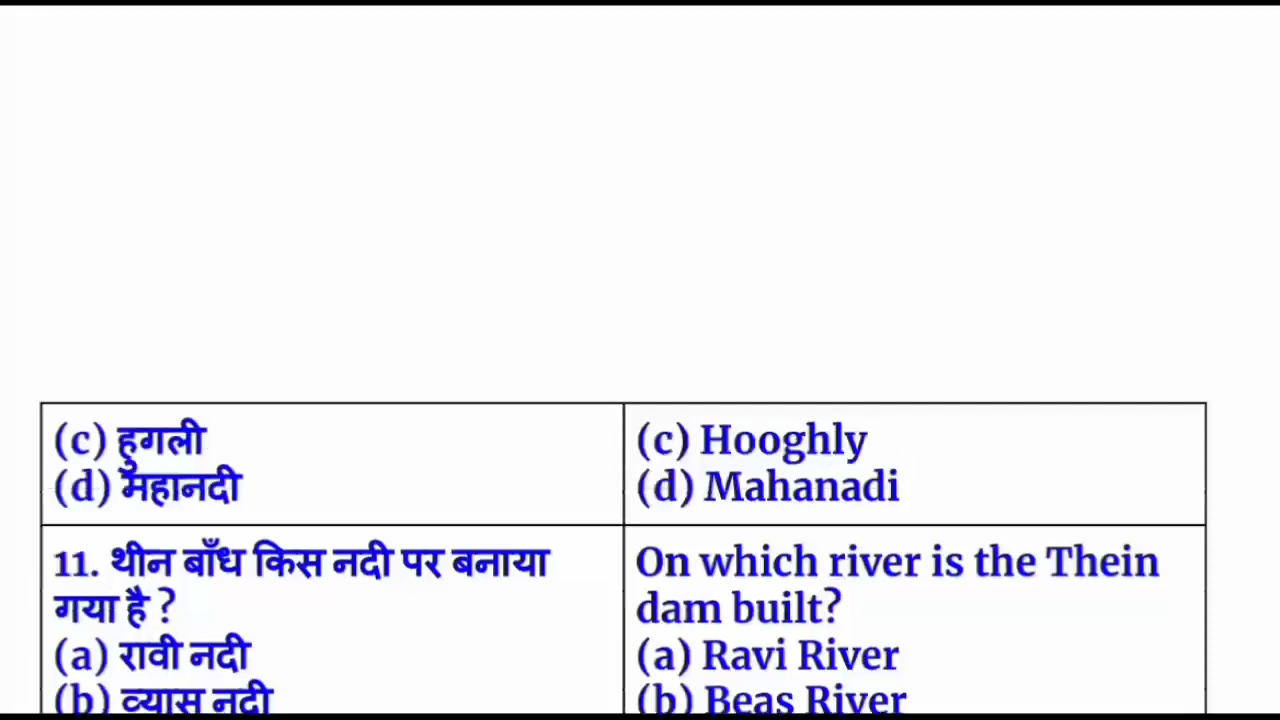 (c) हुगली
(d) महानदी
(c) Hooghly
(d) Mahanadi
11. थीन बाँध किस नदी पर बनाया
गया है ?
(a) रावी नदी
(b) व्यास नदी
On which river is the Thein
dam built?
(a) Ravi River
(b) Beas River